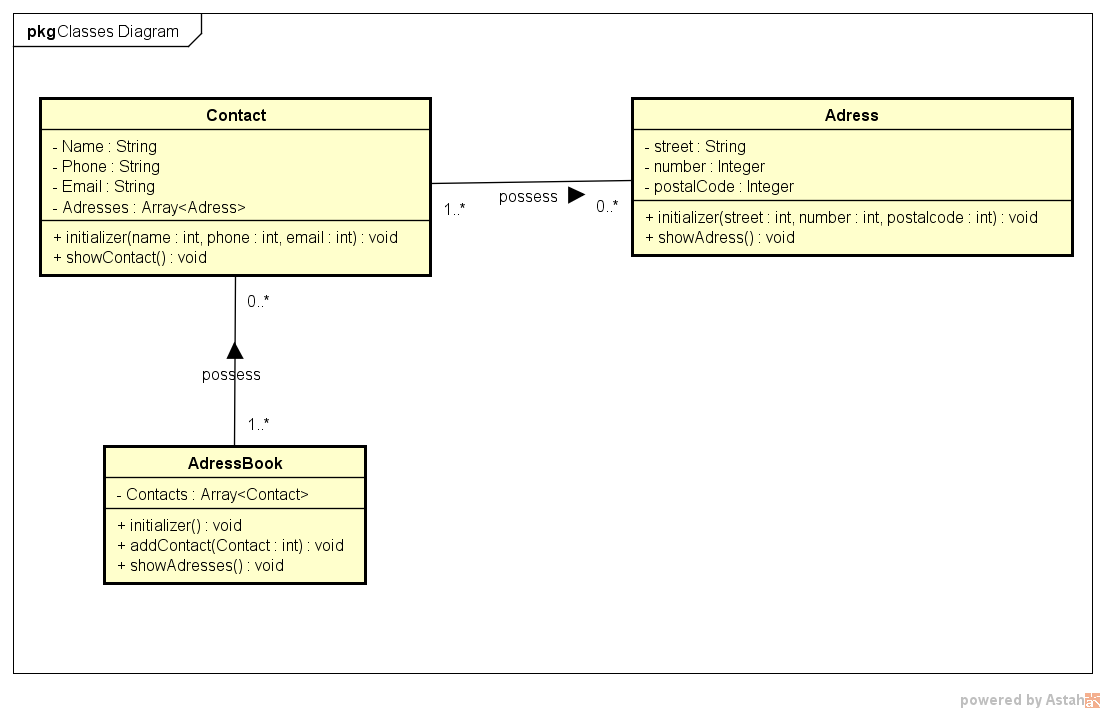 pkg Classes Diagram
Contact
- Name : String
- Phone : String
- Email : String
- Adresses : Array<Adress>
+ initializer(name : int, phone : int, email : int) : void
+ showContact() : void
Adress
- street : String
- number : Integer
- postalCode : Integer
+ initializer(street : int, number : int, postalcode : int) : void
+ showAdress() : void
possess
1..*
0..*
0..*
possess
1..*
AdressBook
- Contacts : Array<Contact>
+ initializer() : void
+ addContact(Contact : int) : void
+ showAdresses() : void
powered by Astah